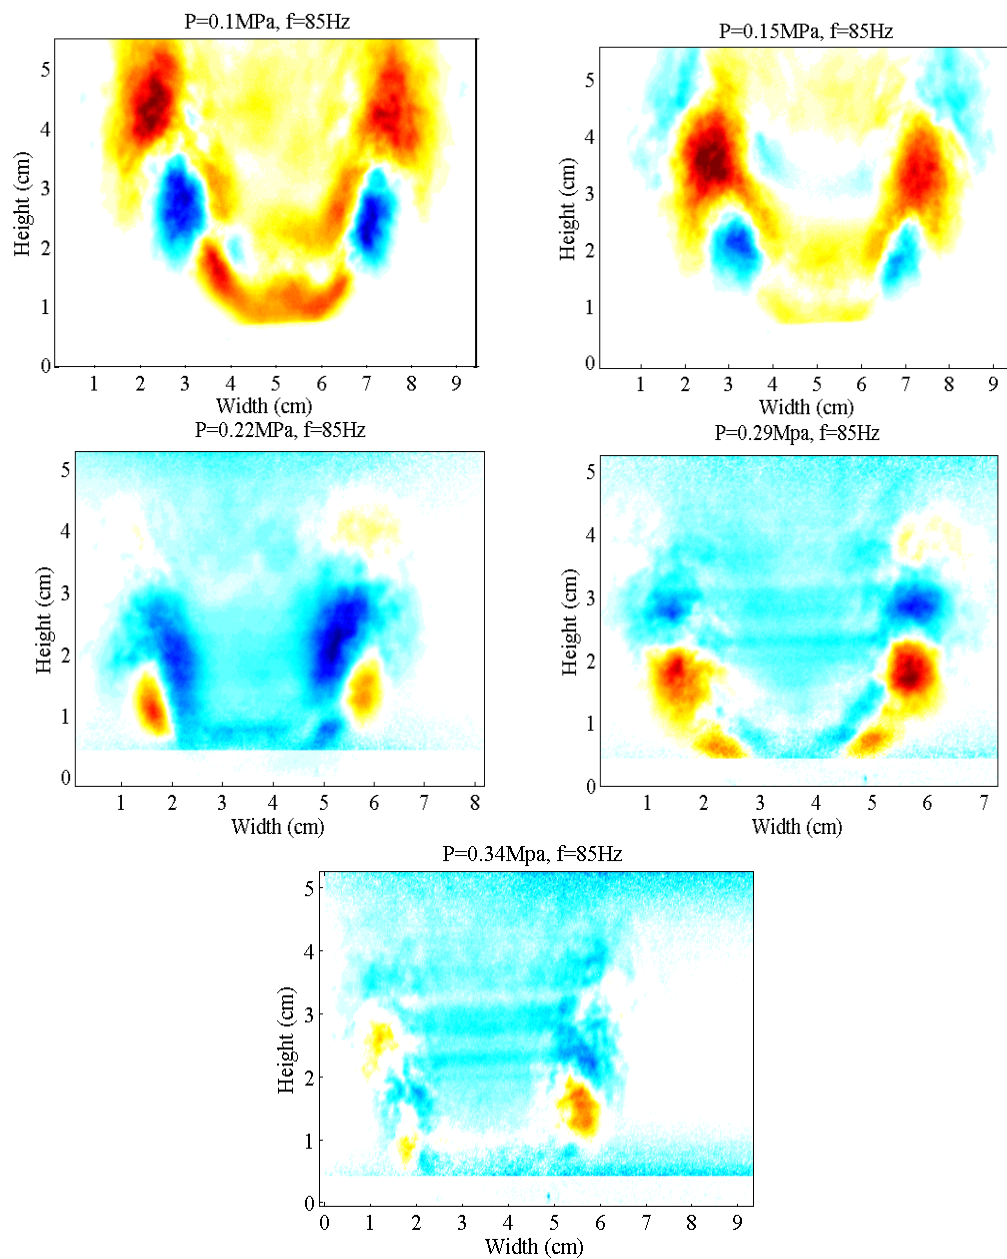 P=0.1MPa, f=85Hz
5
4
3
2
1
0
Height (cm)
1 2 3 4 5 6 7 8 9
Width (cm)
P=0.15MPa, f=85Hz
5
4
3
2
1
0
Height (cm)
1 2 3 4 5 6 7 8 9
Width (cm)
P=0.22MPa, f=85Hz
5
4
3
2
1
0
Height (cm)
1 2 3 4 5 6 7 8
Width (cm)
P=0.29Mpa, f=85Hz
5
4
3
2
1
0
Height (cm)
1 2 3 4 5 6 7
Width (cm)
P=0.34Mpa, f=85Hz
5
4
3
2
1
0
Height (cm)
0 1 2 3 4 5 6 7 8 9
Width (cm)